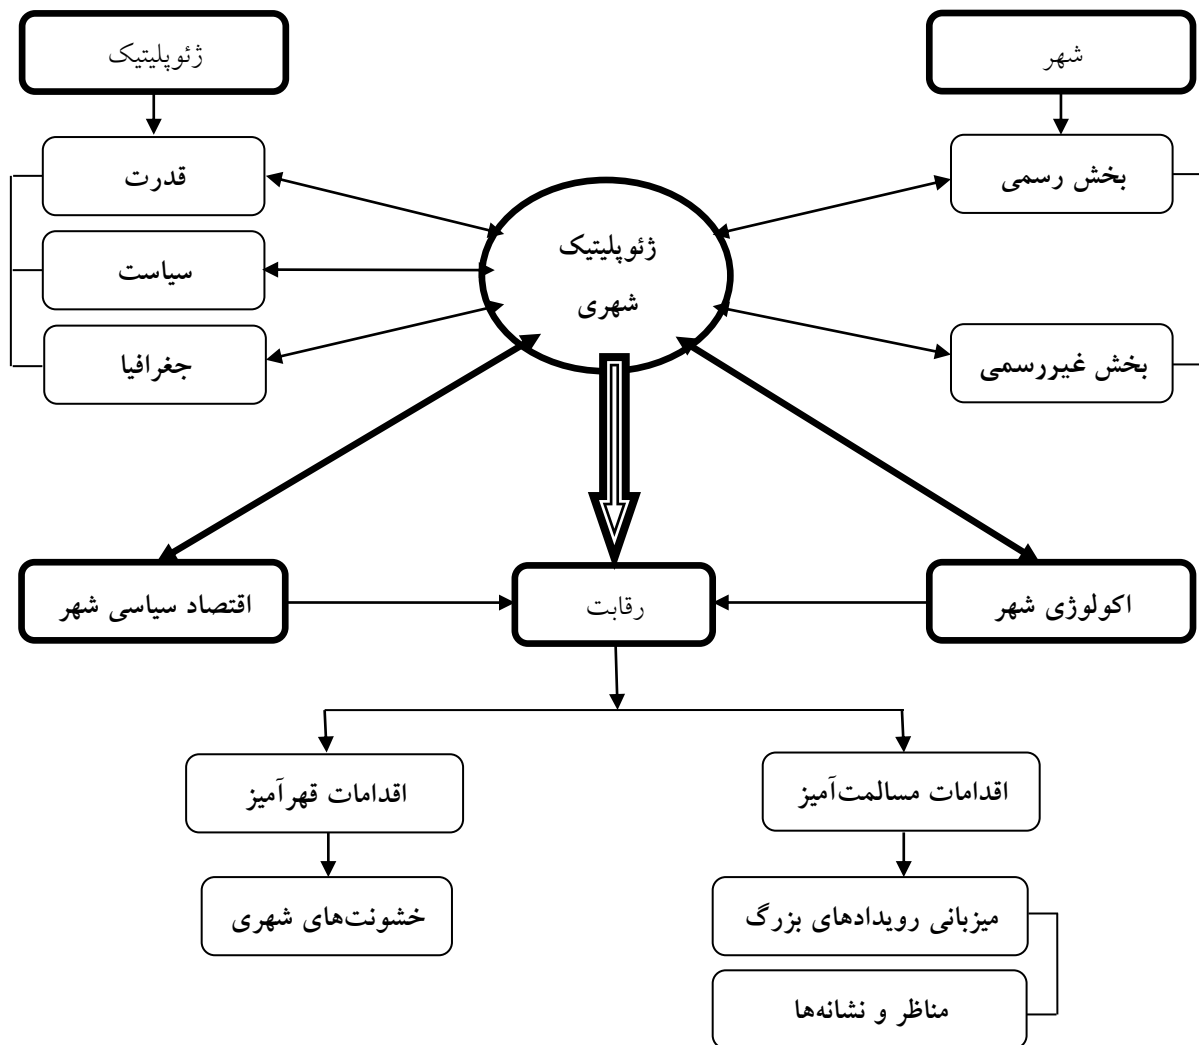 شهر
ژئوپلیتیک
بخش رسمی
قدرت
ژئوپلیتیک
شهری
سیاست
بخش غیررسمی
جغرافیا
اکولوژی شهر
رقابت
اقتصاد سیاسی شهر
اقدامات مسالمت‌آمیز
اقدامات قهرآمیز
میزبانی رویدادهای بزرگ
خشونت‌های شهری
مناظر و نشانه‌ها